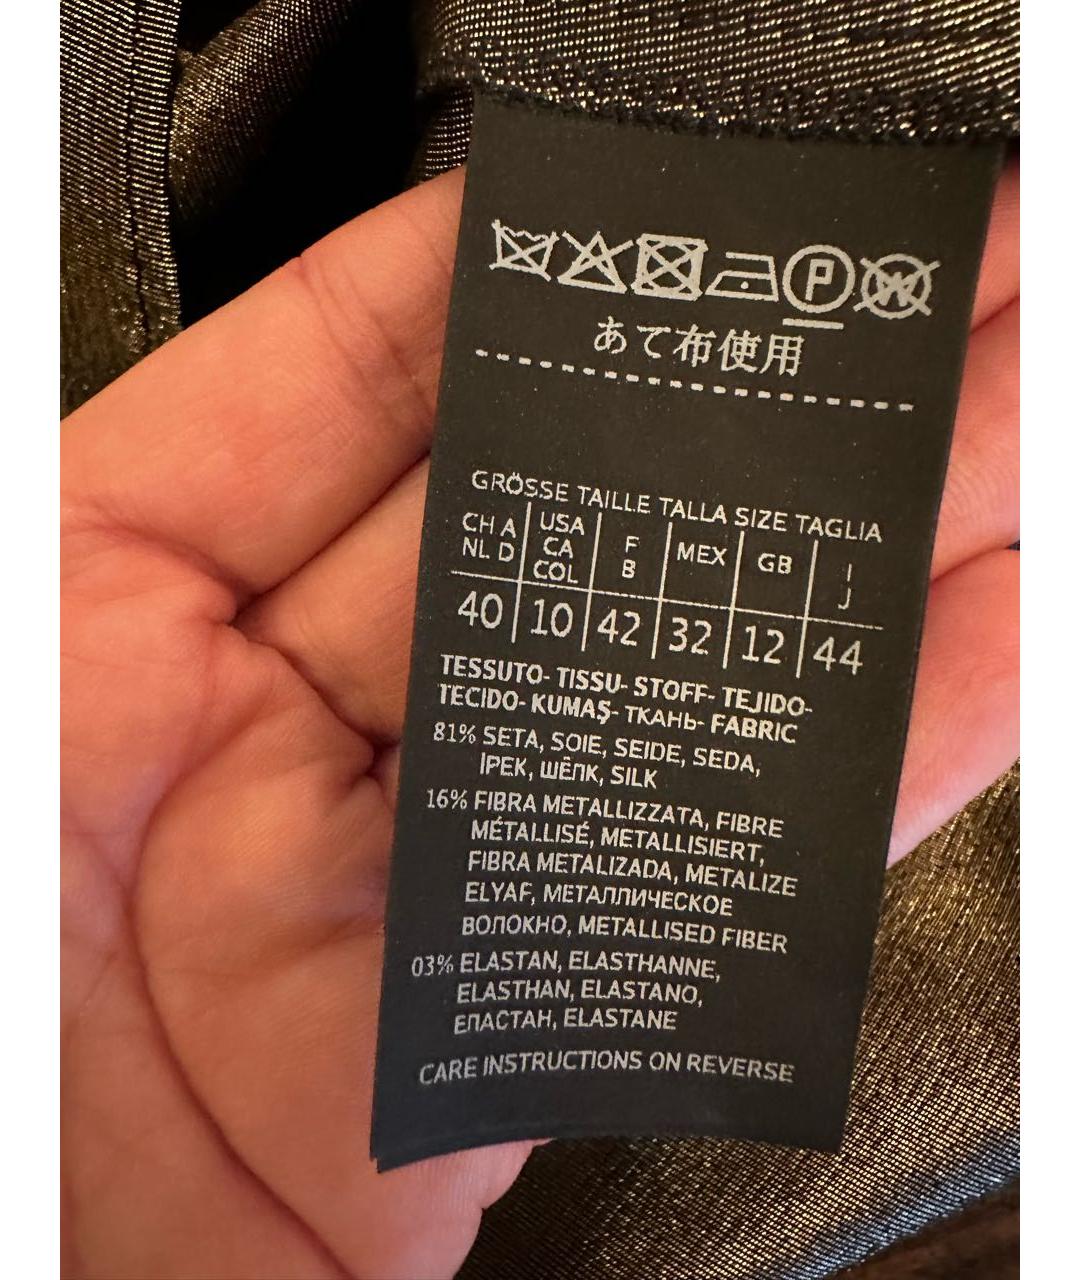 P W
あて布使用
GRÖSSE TAILLE TALLA SIZE TAGLIA
CH A NL D | USA CA COL | F B | MEX | GB | I J
40 | 10 | 42 | 32 | 12 | 44
TESSUTO- TISSU- STOFF- TEJIDO-
TECIDO- KUMAŞ- ТКАНЬ- FABRIC
81% SETA, SOIE, SEIDE, SEDA,
İPEK, ШЁЛК, SILK
16% FIBRA METALLIZZATA, FIBRE
MÉTALLISÉ, METALLISIERT,
FIBRA METALIZADA, METALIZE
ELYAF, МЕТАЛЛИЧЕСКОЕ
ВОЛОКНО, METALLISED FIBER
03% ELASTAN, ELASTHANNE,
ELASTHAN, ELASTANO,
ЕЛАСТАН, ELASTANE
CARE INSTRUCTIONS ON REVERSE